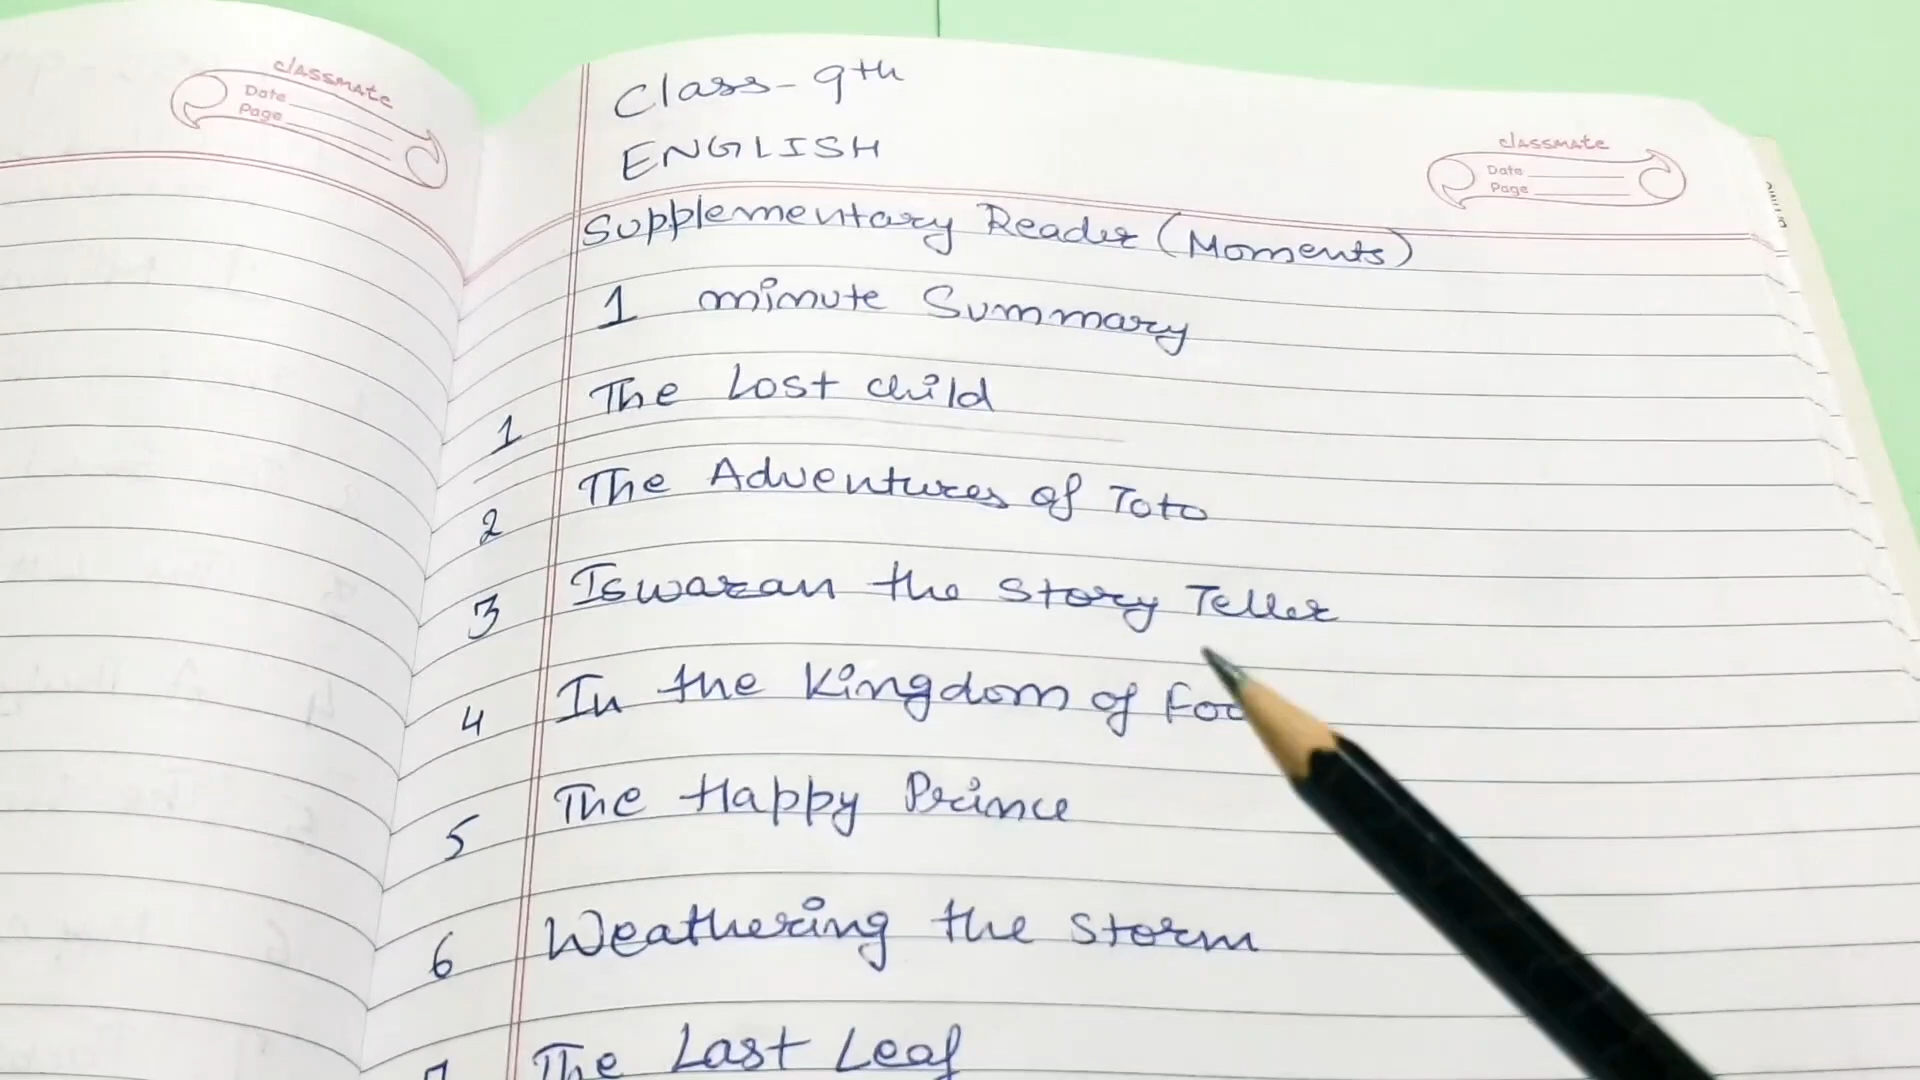 classmate
Date
Page
Class - 9th
ENGLISH
classmate
Date
Page
Supplementary Reader (Moments)
1 minute Summary
1 The Lost child
2 The Adventures of Toto
3 Iswaran the Story Teller
4 In the Kingdom of
5 The Happy Prince
6 Weathering the Storm
7 The Last Leaf